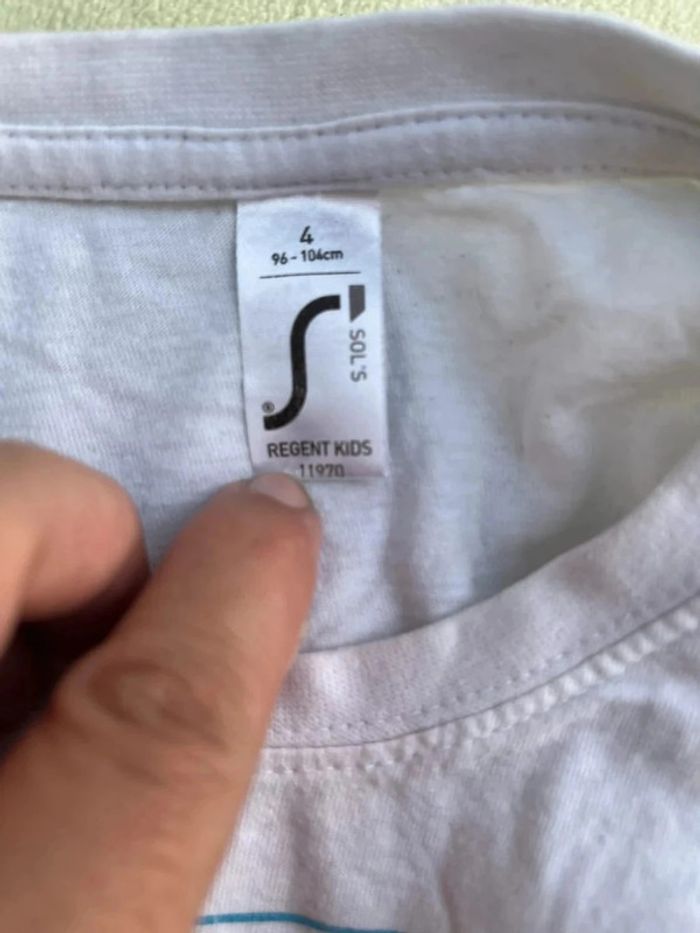 4
96 - 104cm
SOL'S
®
REGENT KIDS
11970